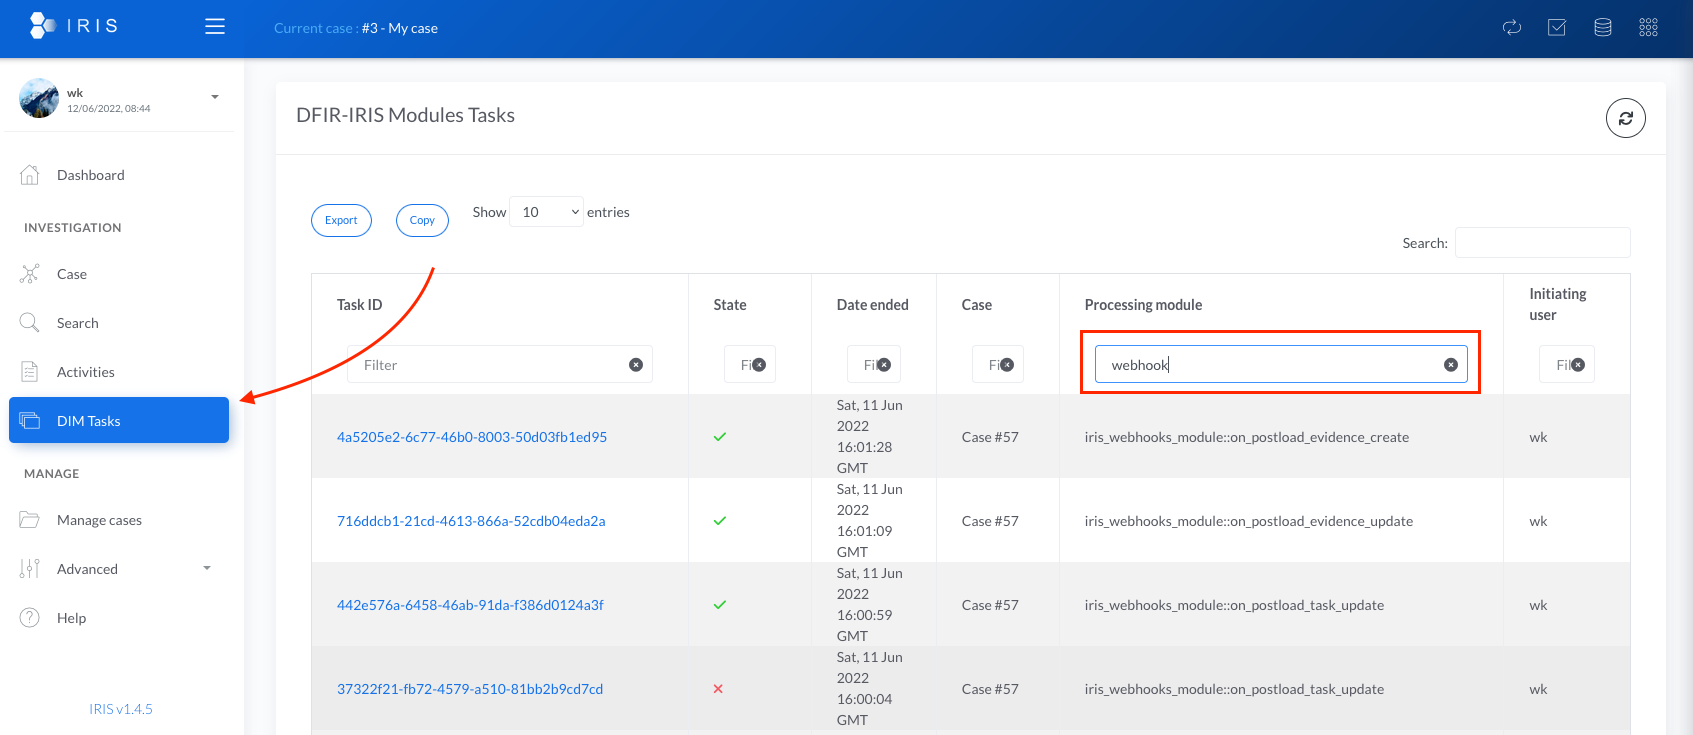 IRIS
Current case : #3 - My case
wk
12/06/2022, 08:44
Dashboard
INVESTIGATION
Case
Search
Activities
DIM Tasks
MANAGE
Manage cases
Advanced
Help
IRIS v1.4.5
DFIR-IRIS Modules Tasks
Export
Copy
Show 10 entries
Search:
Task ID
State
Date ended
Case
Processing module
Initiating
user
Filter
Fi
Fil
Fi
webhook
Fil
4a5205e2-6c77-46b0-8003-50d03fb1ed95
Sat, 11 Jun
2022
16:01:28
GMT
Case #57
iris_webhooks_module::on_postload_evidence_create
wk
716ddcb1-21cd-4613-866a-52cdb04eda2a
Sat, 11 Jun
2022
16:01:09
GMT
Case #57
iris_webhooks_module::on_postload_evidence_update
wk
442e576a-6458-46ab-91da-f386d0124a3f
Sat, 11 Jun
2022
16:00:59
GMT
Case #57
iris_webhooks_module::on_postload_task_update
wk
37322f21-fb72-4579-a510-81bb2b9cd7cd
Sat, 11 Jun
2022
16:00:04
GMT
Case #57
iris_webhooks_module::on_postload_task_update
wk